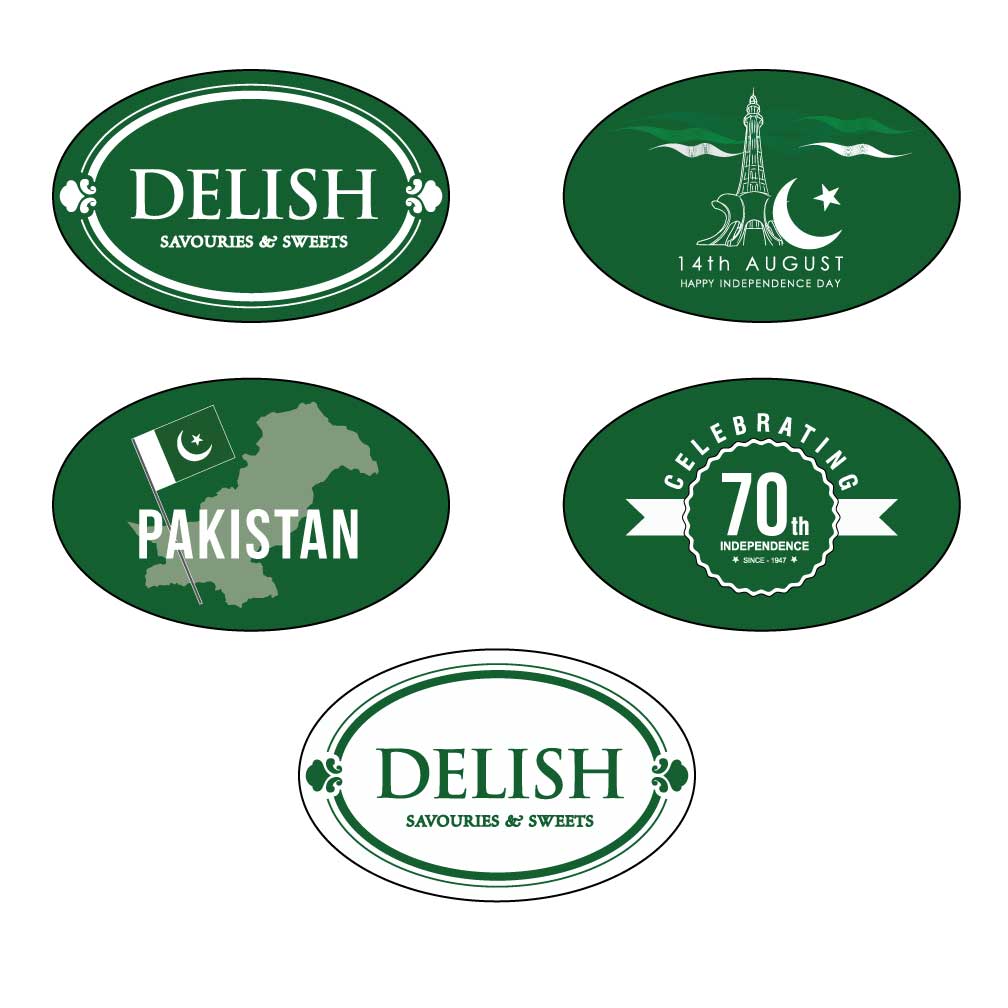 DELISH
SAVOURIES & SWEETS
14th AUGUST
HAPPY INDEPENDENCE DAY
PAKISTAN
CELEBRATING
70th
INDEPENDENCE
SINCE - 1947
DELISH
SAVOURIES & SWEETS